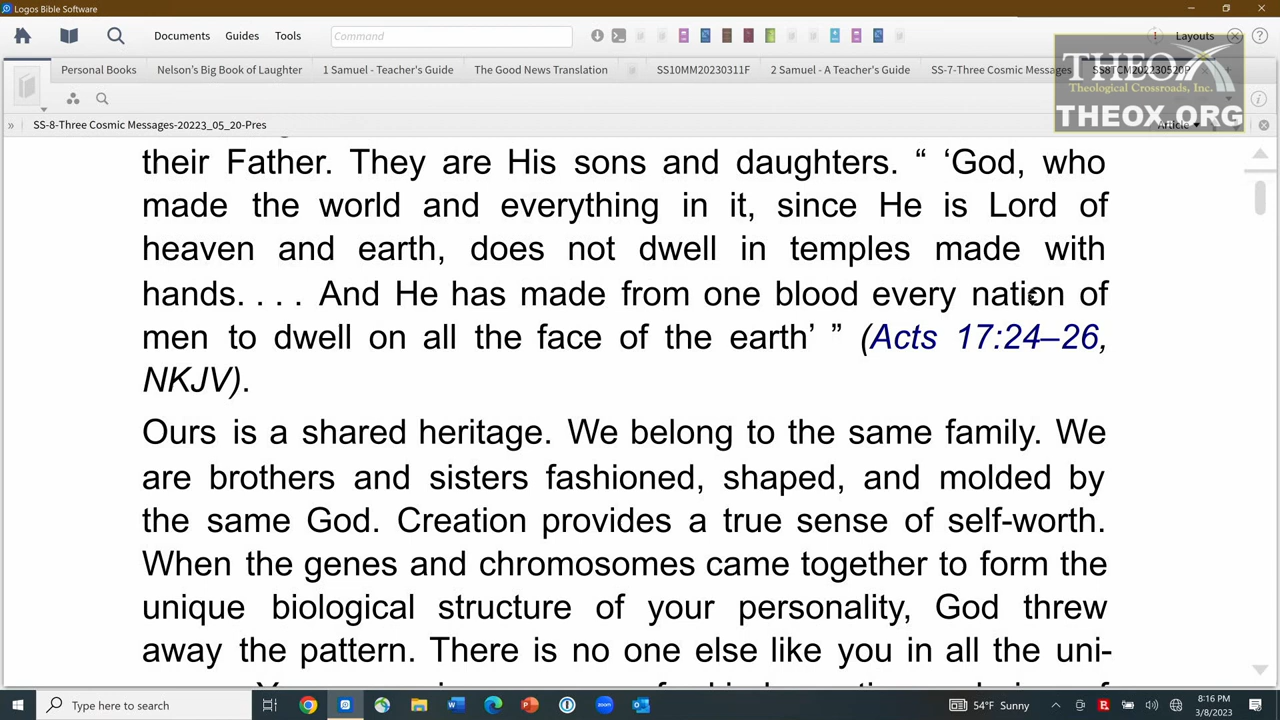 Logos Bible Software
Documents Guides Tools Command Layouts
Personal Books Nelson's Big Book of Laughter 1 Samuel - Teacher The Good News Translation SS10MM20230311F 2 Samuel - A Teacher's Guide SS-7-Three Cosmic Messages SS8TCM202230520P
THEOX
Theological Crossroads, Inc.
THEOX.ORG
» SS-8-Three Cosmic Messages-20223_05_20-Pres Article
their Father. They are His sons and daughters. “ ‘God, who
made the world and everything in it, since He is Lord of
heaven and earth, does not dwell in temples made with
hands. . . . And He has made from one blood every nation of
men to dwell on all the face of the earth’ ” (Acts 17:24–26,
NKJV).
Ours is a shared heritage. We belong to the same family. We
are brothers and sisters fashioned, shaped, and molded by
the same God. Creation provides a true sense of self-worth.
When the genes and chromosomes came together to form the
unique biological structure of your personality, God threw
away the pattern. There is no one else like you in all the uni-
Type here to search
54°F Sunny
8:16 PM
3/8/2023